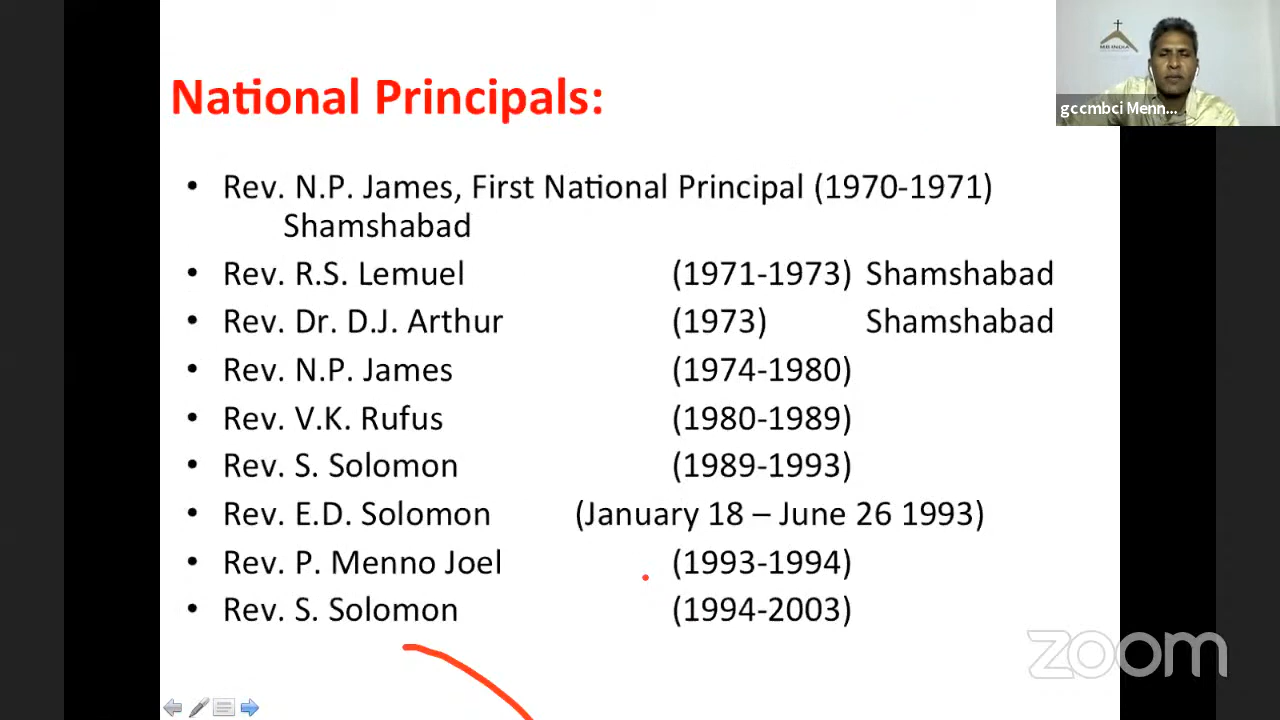 National Principals:
• Rev. N.P. James, First National Principal (1970-1971)
Shamshabad
• Rev. R.S. Lemuel (1971-1973) Shamshabad
• Rev. Dr. D.J. Arthur (1973) Shamshabad
• Rev. N.P. James (1974-1980)
• Rev. V.K. Rufus (1980-1989)
• Rev. S. Solomon (1989-1993)
• Rev. E.D. Solomon (January 18 – June 26 1993)
• Rev. P. Menno Joel (1993-1994)
• Rev. S. Solomon (1994-2003)
MB INDIA
gccmbci Menn...
zoom